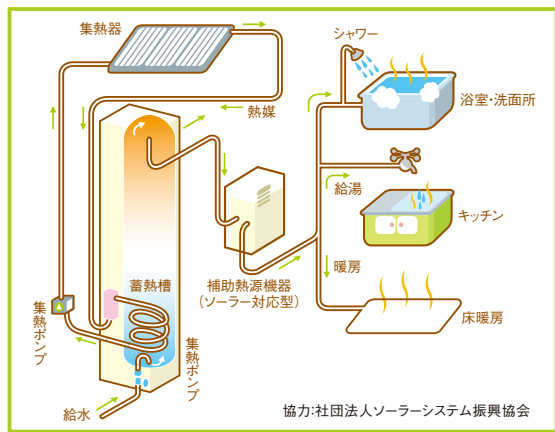 集熱器
シャワー
浴室・洗面所
熱媒
給湯
キッチン
暖房
蓄熱槽
補助熱源機器
(ソーラー対応型)
集熱ポンプ
集熱ポンプ
床暖房
給水
協力:社団法人ソーラーシステム振興協会